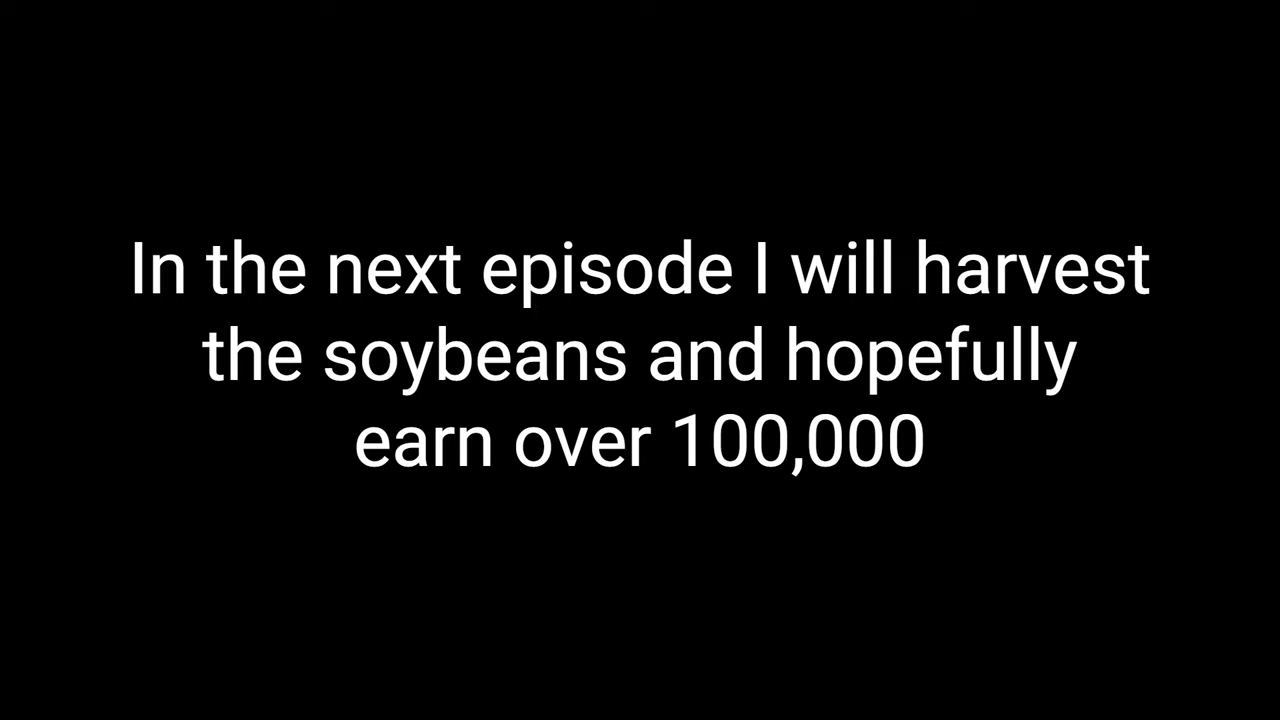 In the next episode I will harvest
the soybeans and hopefully
earn over 100,000